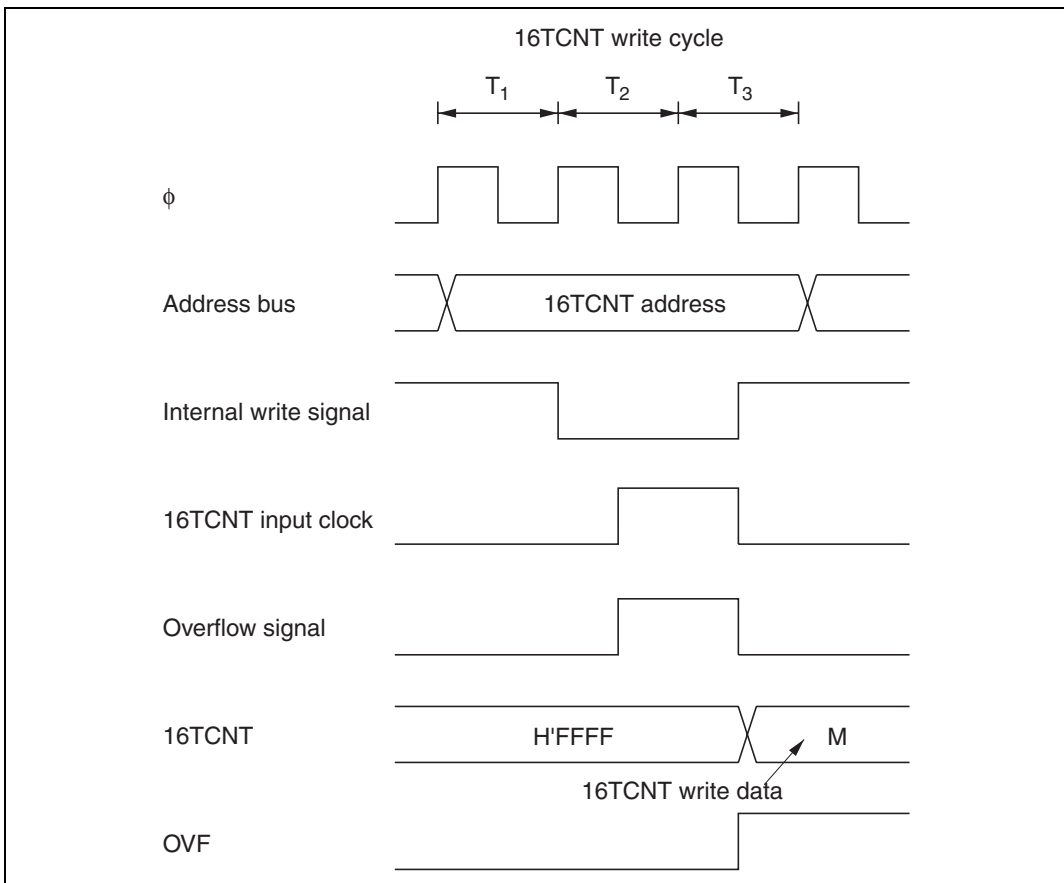 16TCNT write cycle
T1 T2 T3
φ
Address bus
16TCNT address
Internal write signal
16TCNT input clock
Overflow signal
16TCNT
H'FFFF
M
16TCNT write data
OVF